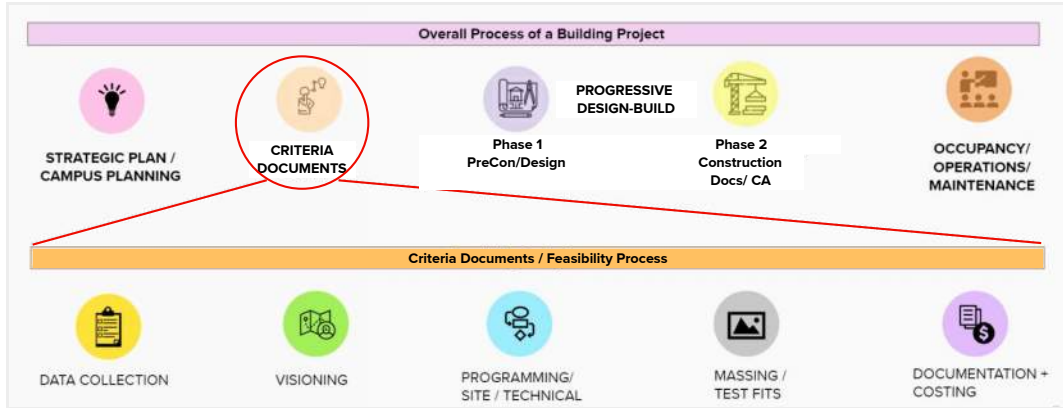 Overall Process of a Building Project
STRATEGIC PLAN /
CAMPUS PLANNING
CRITERIA
DOCUMENTS
Phase 1
PreCon/Design
PROGRESSIVE
DESIGN-BUILD
Phase 2
Construction
Docs/ CA
OCCUPANCY/
OPERATIONS/
MAINTENANCE
Criteria Documents / Feasibility Process
DATA COLLECTION
VISIONING
PROGRAMMING/
SITE / TECHNICAL
MASSING /
TEST FITS
DOCUMENTATION +
COSTING